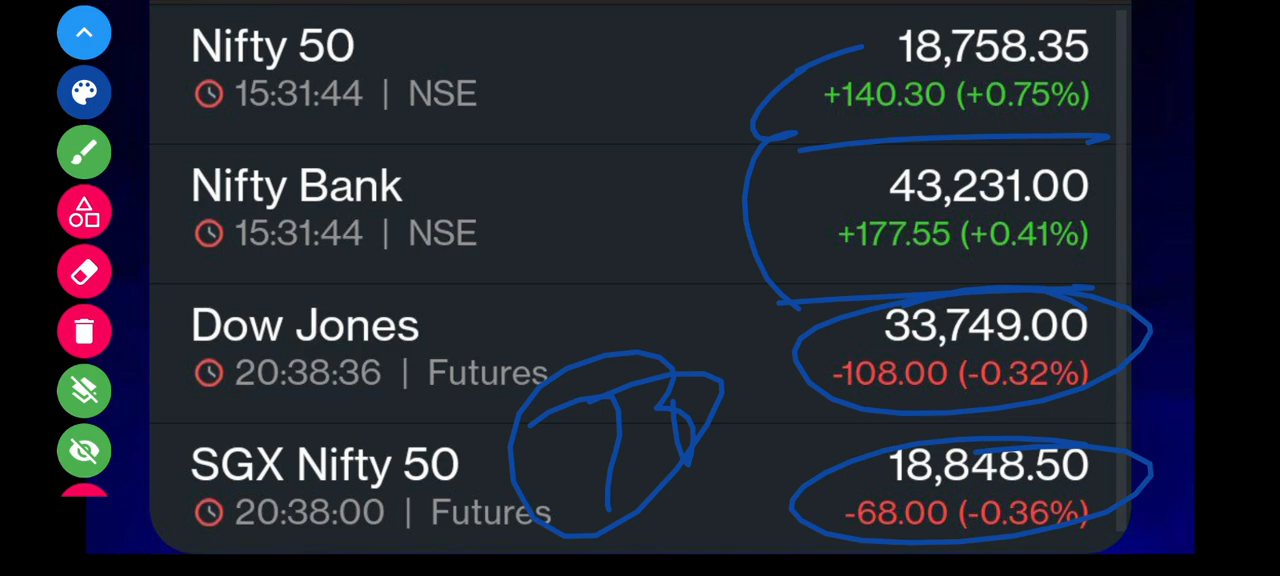 Nifty 50 18,758.35
15:31:44 | NSE +140.30 (+0.75%)
Nifty Bank 43,231.00
15:31:44 | NSE +177.55 (+0.41%)
Dow Jones 33,749.00
20:38:36 | Futures -108.00 (-0.32%)
SGX Nifty 50 18,848.50
20:38:00 | Futures -68.00 (-0.36%)